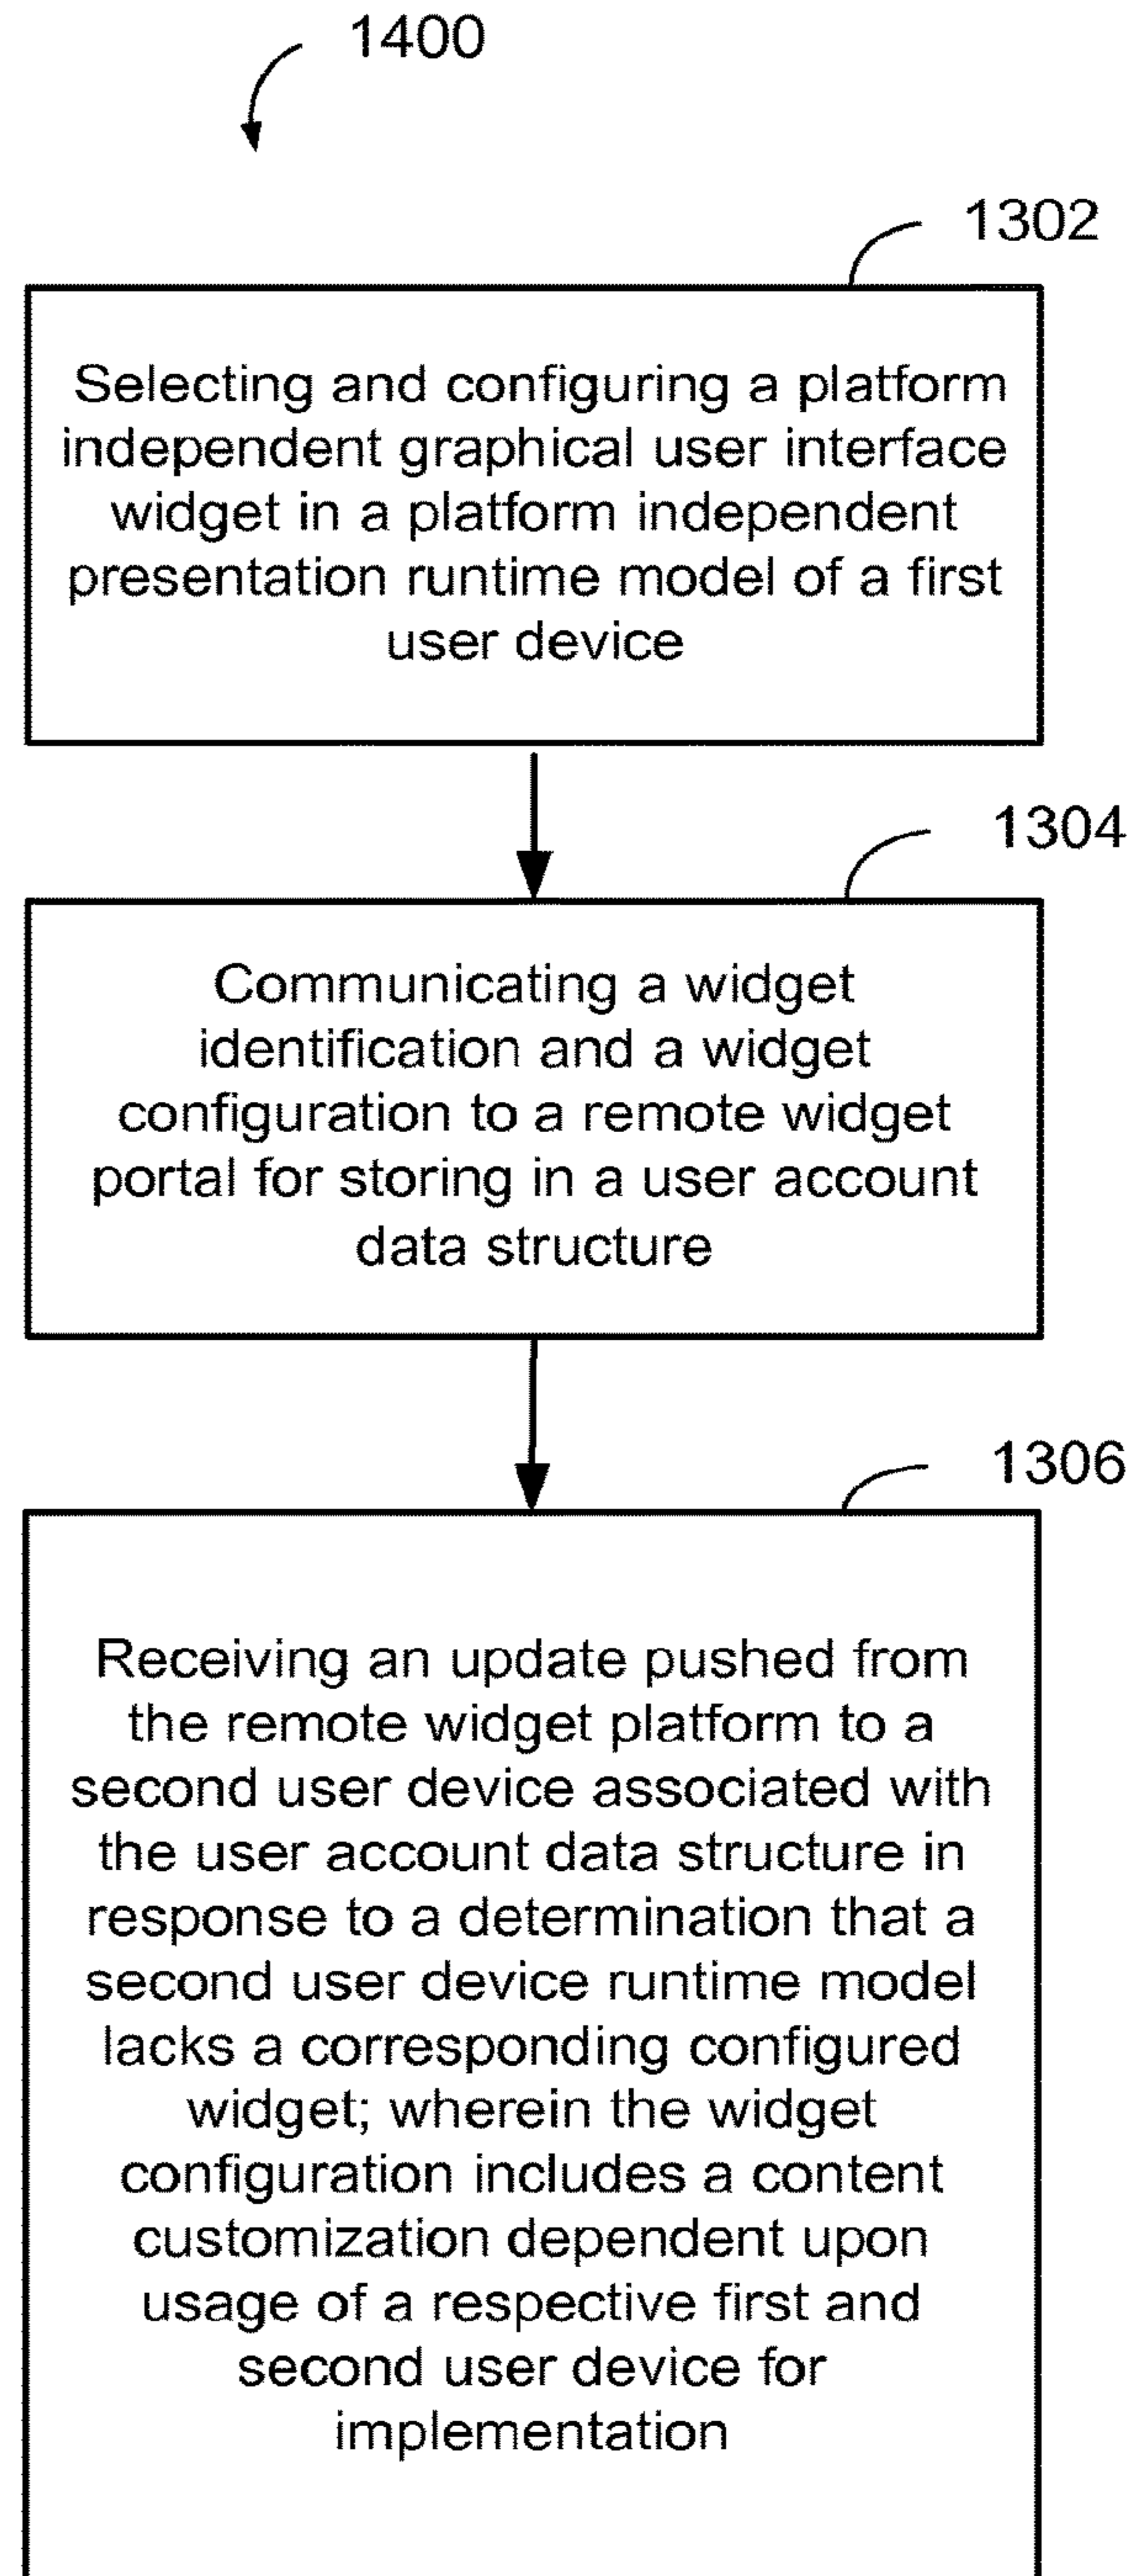 1400
1302
Selecting and configuring a platform
independent graphical user interface
widget in a platform independent
presentation runtime model of a first
user device
1304
Communicating a widget
identification and a widget
configuration to a remote widget
portal for storing in a user account
data structure
1306
Receiving an update pushed from
the remote widget platform to a
second user device associated with
the user account data structure in
response to a determination that a
second user device runtime model
lacks a corresponding configured
widget; wherein the widget
configuration includes a content
customization dependent upon
usage of a respective first and
second user device for
implementation